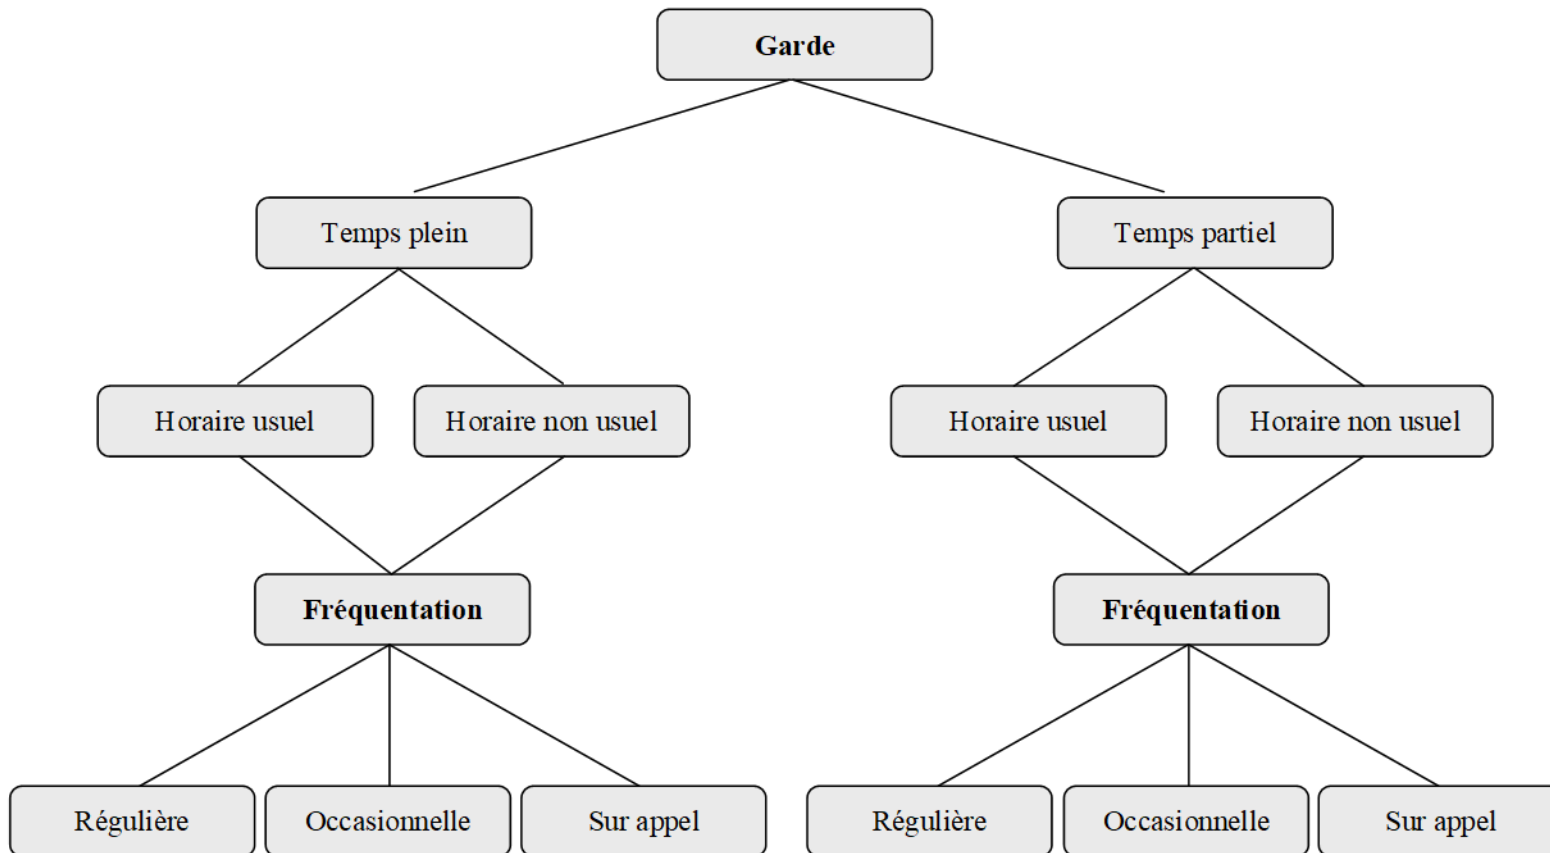 Garde
Temps plein
Temps partiel
Horaire usuel
Horaire non usuel
Horaire usuel
Horaire non usuel
Fréquentation
Fréquentation
Régulière
Occasionnelle
Sur appel
Régulière
Occasionnelle
Sur appel